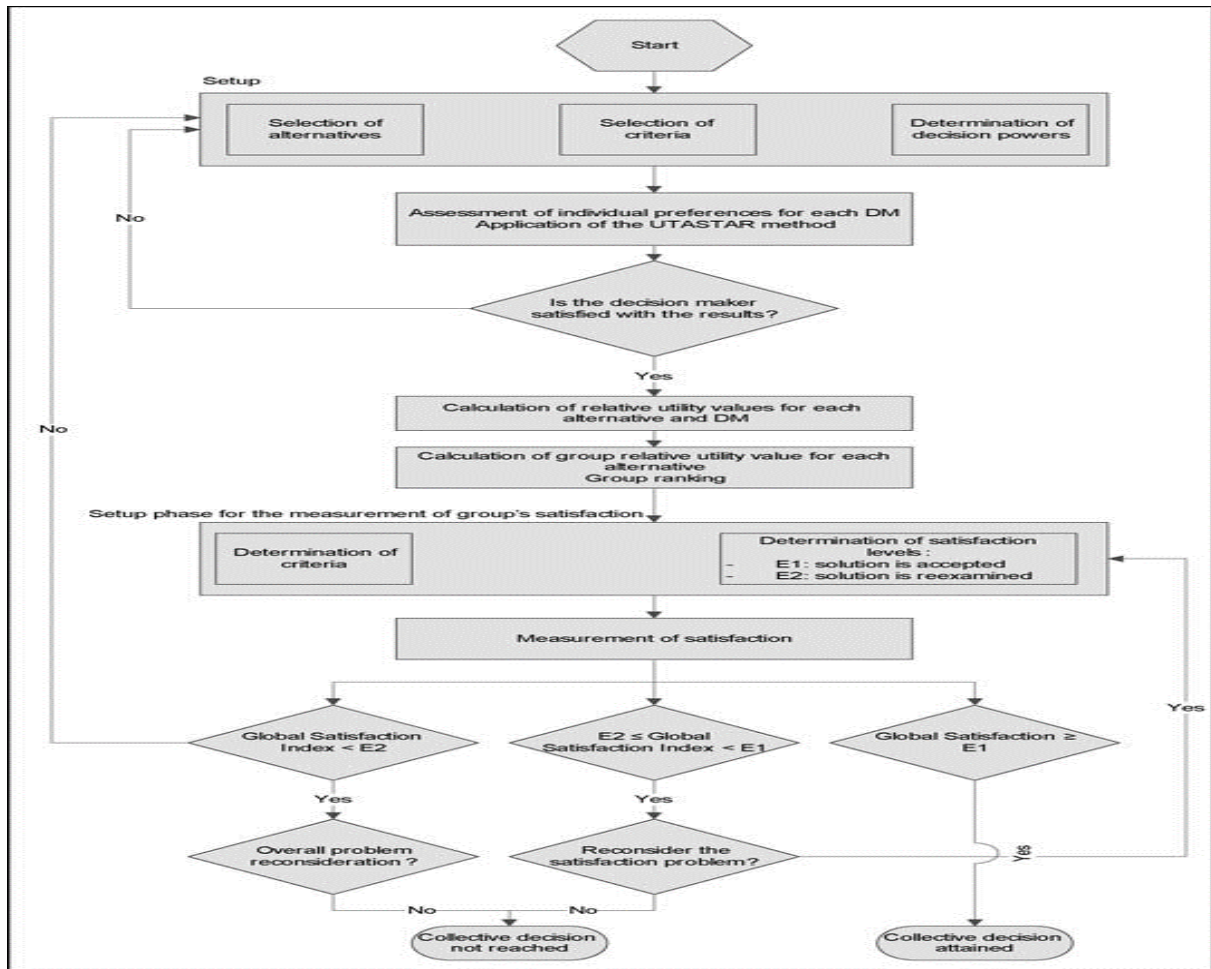 Start
Setup
Selection of
alternatives
Selection of
criteria
Determination of
decision powers
No
Assessment of individual preferences for each DM
Application of the UTASTAR method
Is the decision maker
satisfied with the results?
Yes
No
Calculation of relative utility values for each
alternative and DM
Calculation of group relative utility value for each
alternative
Group ranking
Setup phase for the measurement of group's satisfaction
Determination of
criteria
Determination of satisfaction
levels :
- E1: solution is accepted
- E2: solution is reexamined
Measurement of satisfaction
Yes
Global Satisfaction
Index < E2
E2 ≤ Global
Satisfaction Index < E1
Global Satisfaction ≥
E1
Yes
Yes
Overall problem
reconsideration ?
Reconsider the
satisfaction problem?
Yes
No
No
Collective decision
not reached
Collective decision
attained